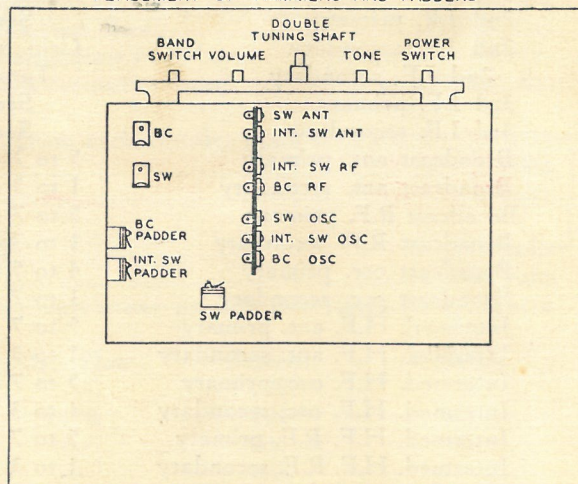 DOUBLE
TUNING SHAFT
BAND
SWITCH VOLUME
TONE
POWER
SWITCH
SW ANT
INT. SW ANT
BC
INT. SW RF
SW
BC RF
SW OSC
BC
PADDER
INT. SW OSC
INT. SW
PADDER
BC OSC
SW PADDER